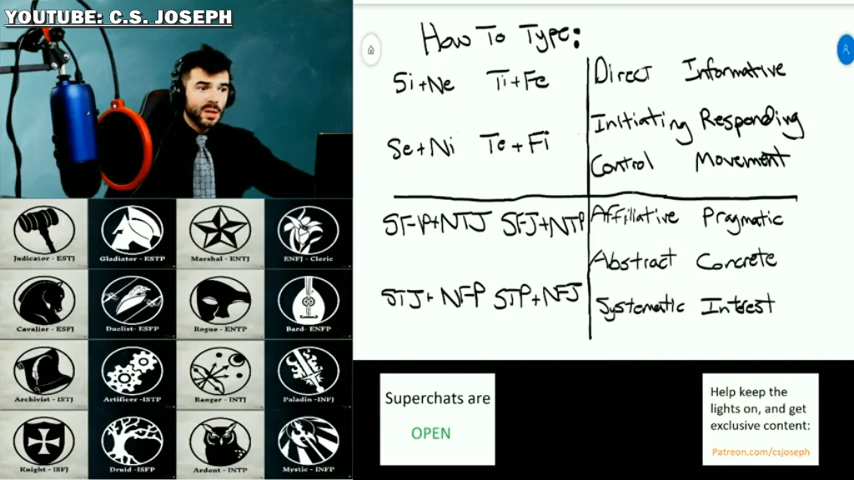 YOUTUBE: C.S. JOSEPH
How To Type:
Si+Ne Ti+Fe
Se+Ni Te+Fi
Direct Informative
Initiating Responding
Control Movement
SFP+NTJ SFJ+NTP
STJ+NFP STP+NFJ
Affiliative Pragmatic
Abstract Concrete
Systematic Interest
Judicator - ESTJ
Gladiator - ESTP
Marshal - ENTJ
ENFJ - Cleric
Cavalier - ESFJ
Duelist - ESFP
Rogue - ENTP
Bard - ENFP
Archivist - ISTJ
Artificer - ISTP
Ranger - INTJ
Paladin - INFJ
Knight - ISFJ
Druid - ISFP
Ardent - INTP
Mystic - INFP
Superchats are
OPEN
Help keep the
lights on, and get
exclusive content:
Patreon.com/csjoseph